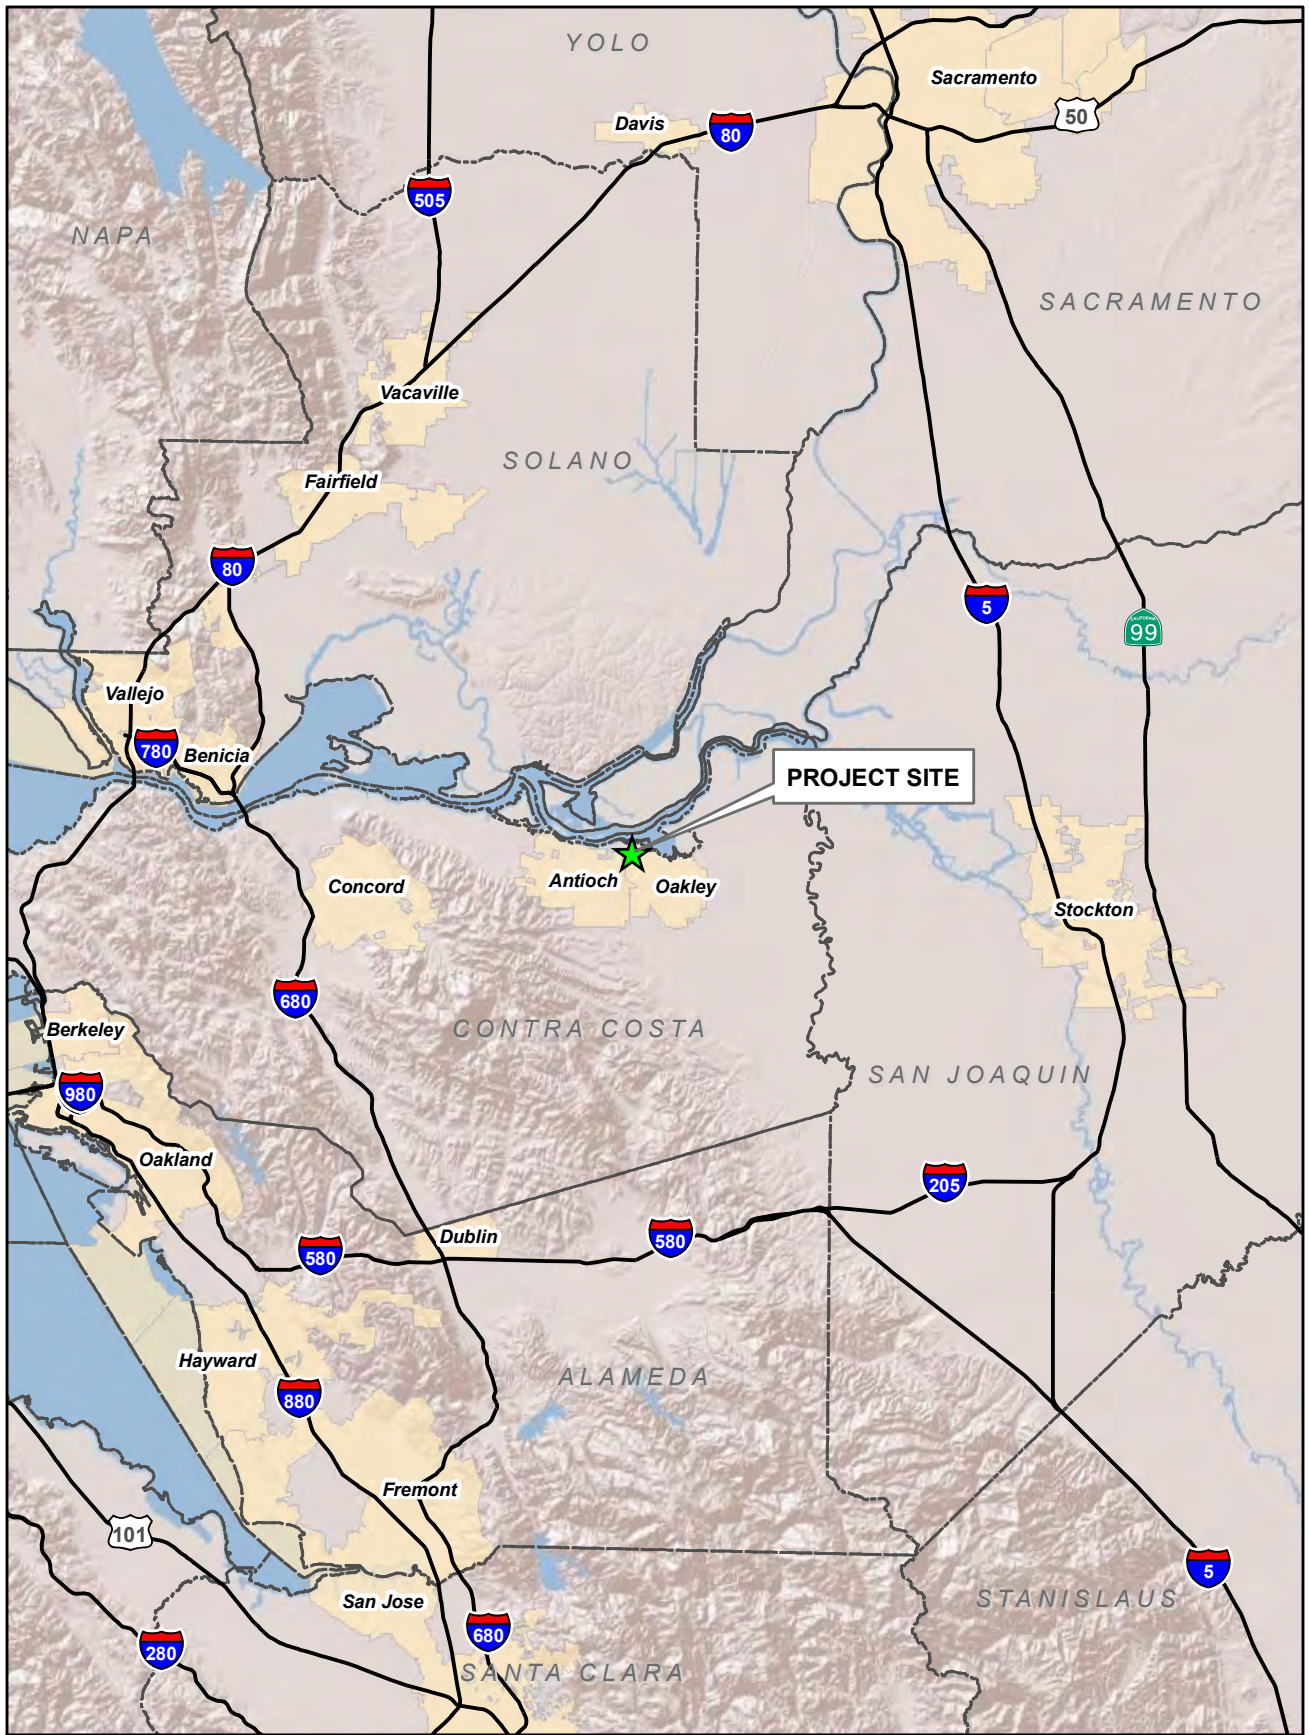 YOLO
Sacramento
50
Davis
80
505
NAPA
SACRAMENTO
Vacaville
SOLANO
Fairfield
80
5
CALIFORNIA
99
Vallejo
780
Benicia
PROJECT SITE
Concord
Antioch
Oakley
Stockton
680
Berkeley
CONTRA COSTA
SAN JOAQUIN
980
Oakland
205
580
Dublin
580
Hayward
ALAMEDA
880
Fremont
101
5
San Jose
STANISLAUS
680
280
SANTA CLARA